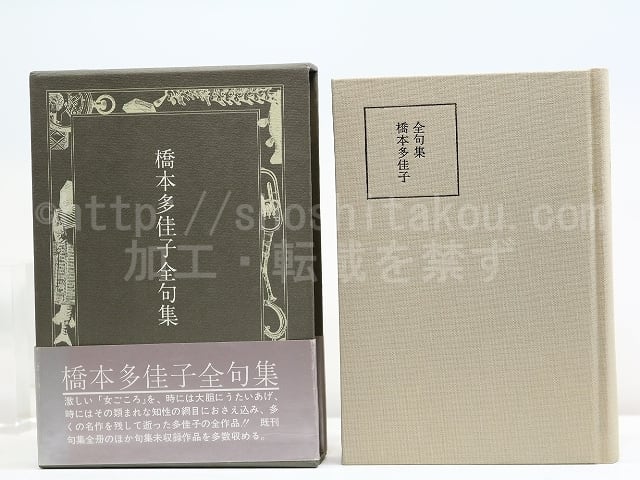 橋本多佳子全句集
橋本多佳子全句集
激しい「女ごころ」を、時には大胆にうたいあげ、
時にはその類まれな知性の網目におさえ込み、多
くの名作を残して逝った多佳子の全作品!! 既刊
句集全冊のほか句集未収録作品を多数収める。
全句集
橋本多佳子
©http://shoshitakou.com
加工・転載を禁ず